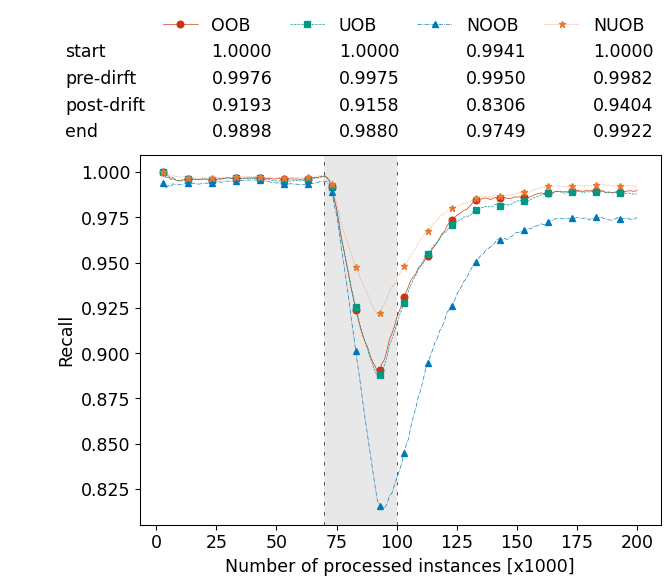 OOB UOB NOOB NUOB
start 1.0000 1.0000 0.9941 1.0000
pre-dirft 0.9976 0.9975 0.9950 0.9982
post-drift 0.9193 0.9158 0.8306 0.9404
end 0.9898 0.9880 0.9749 0.9922
1.000
0.975
0.950
0.925
0.900
0.875
0.850
0.825
Recall
0 25 50 75 100 125 150 175 200
Number of processed instances [x1000]